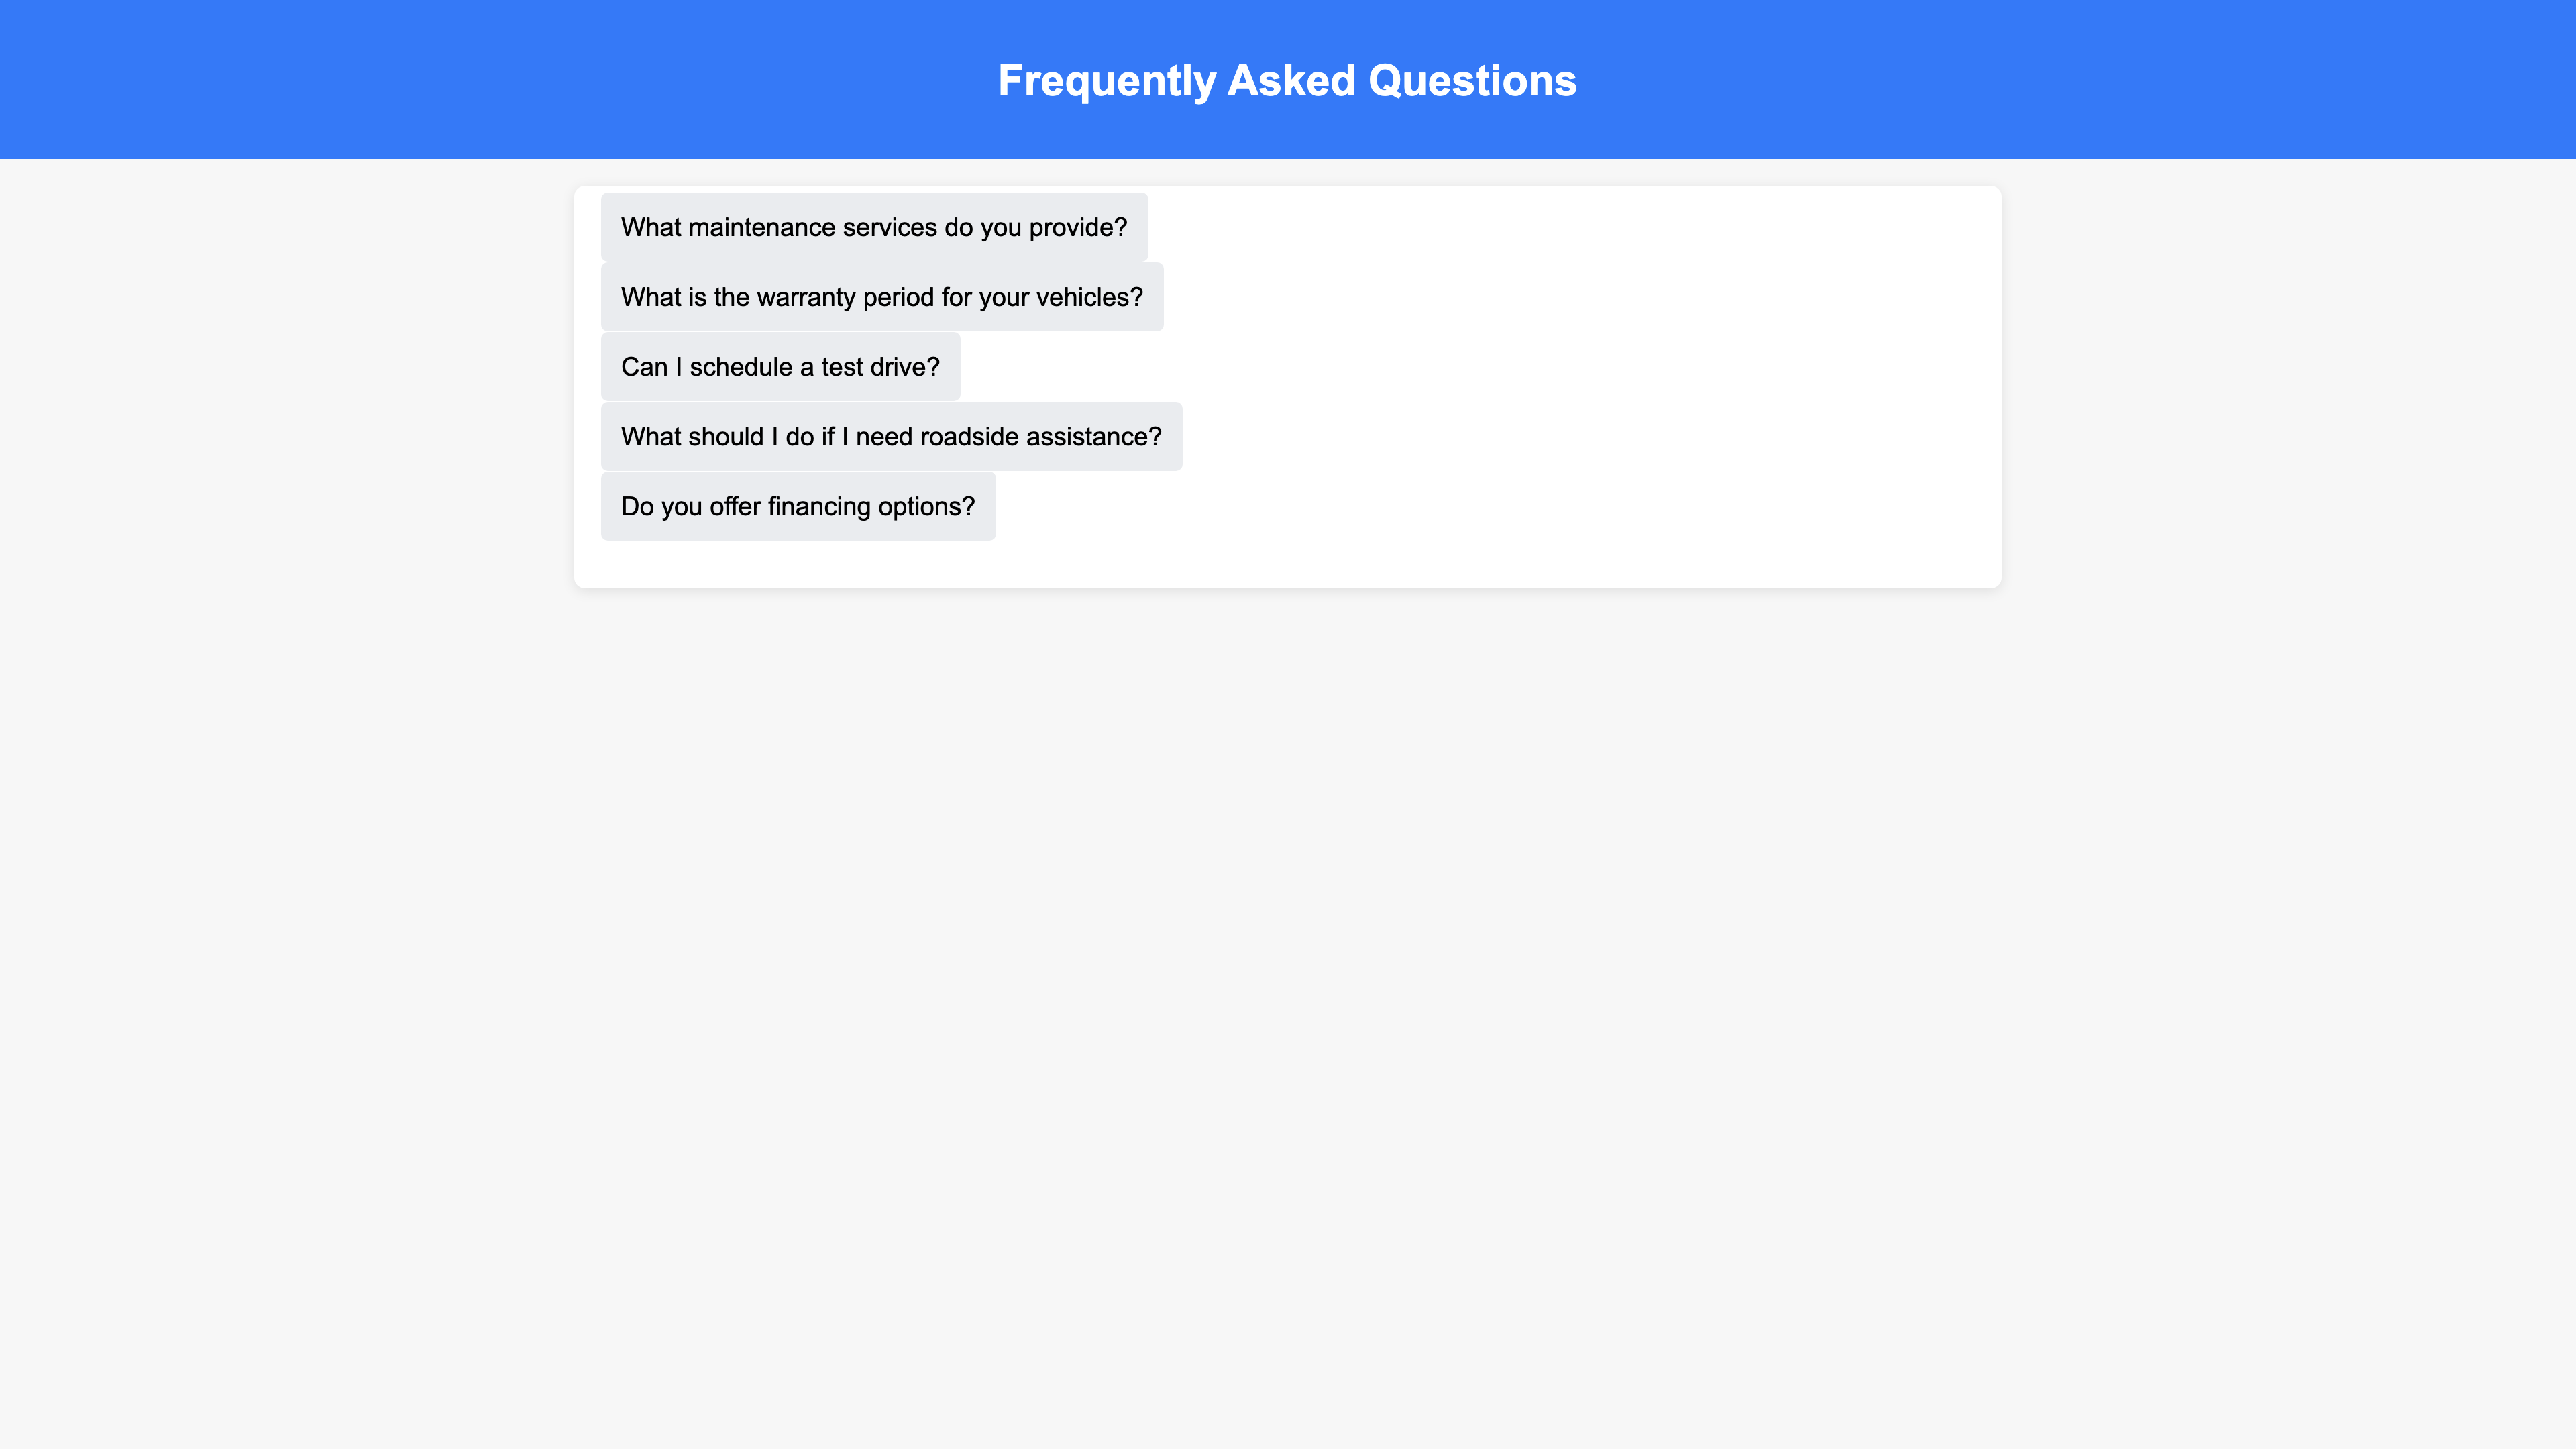 Frequently Asked Questions
What maintenance services do you provide?
What is the warranty period for your vehicles?
Can I schedule a test drive?
What should I do if I need roadside assistance?
Do you offer financing options?